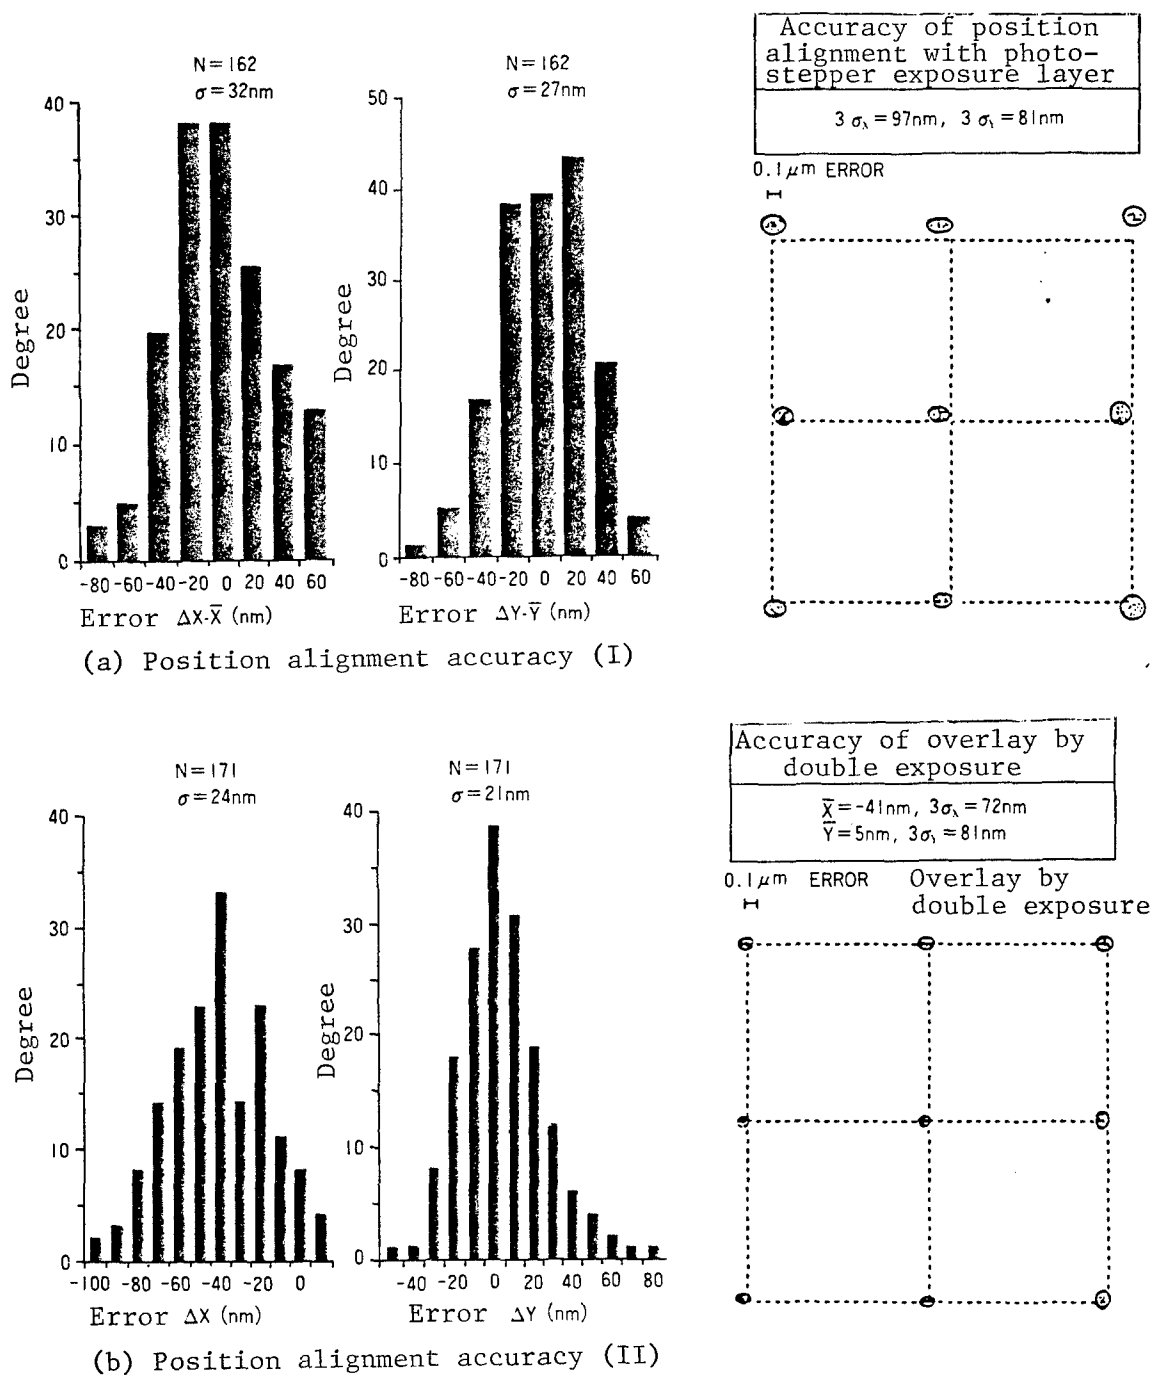 N=162
σ=32nm
40
30
20
10
0
Degree
-80 -60 -40 -20 0 20 40 60
Error ΔX-X̅ (nm)
N=162
σ=27nm
50
40
30
20
10
0
Degree
-80 -60 -40 -20 0 20 40 60
Error ΔY-Y̅ (nm)
(a) Position alignment accuracy (I)
Accuracy of position
alignment with photo-
stepper exposure layer
3σₓ=97nm, 3σᵧ=81nm
0.1μm ERROR
N=171
σ=24nm
40
30
20
10
0
Degree
-100 -80 -60 -40 -20 0
Error ΔX (nm)
N=171
σ=21nm
40
30
20
10
0
Degree
-40 -20 0 20 40 60 80
Error ΔY (nm)
(b) Position alignment accuracy (II)
Accuracy of overlay by
double exposure
X̅=-41nm, 3σₓ=72nm
Y̅=5nm, 3σᵧ=81nm
0.1μm ERROR
Overlay by
double exposure